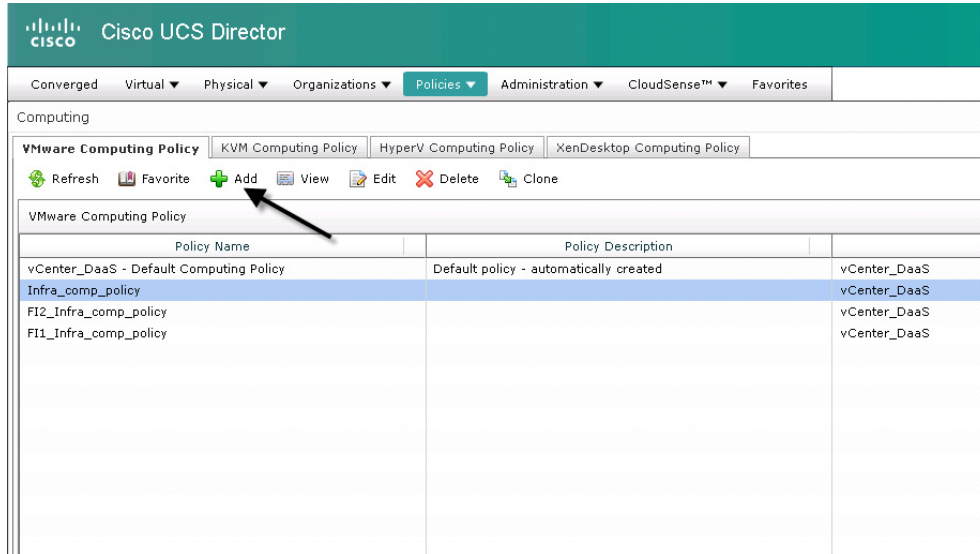 CISCO Cisco UCS Director
Converged Virtual ▼ Physical ▼ Organizations ▼ Policies ▼ Administration ▼ CloudSense™ ▼ Favorites
Computing
VMware Computing Policy KVM Computing Policy HyperV Computing Policy XenDesktop Computing Policy
Refresh Favorite Add View Edit Delete Clone
VMware Computing Policy
Policy Name Policy Description
vCenter_DaaS - Default Computing Policy Default policy - automatically created vCenter_DaaS
Infra_comp_policy vCenter_DaaS
FI2_Infra_comp_policy vCenter_DaaS
FI1_Infra_comp_policy vCenter_DaaS